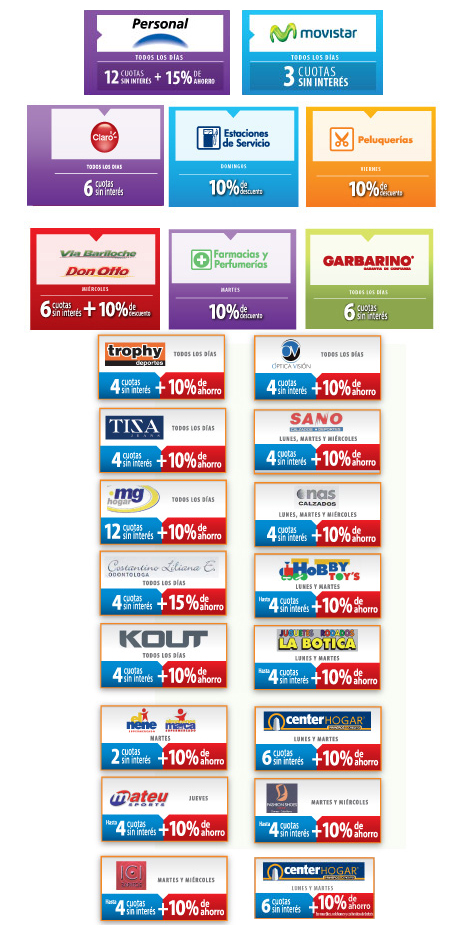 Personal
TODOS LOS DÍAS
12 CUOTAS SIN INTERÉS + 15% DE AHORRO
movistar
TODOS LOS DÍAS
3 CUOTAS SIN INTERÉS
Claro
TODOS LOS DIAS
6 cuotas sin interés
Estaciones de Servicio
DOMINGOS
10% de descuento
Peluquerías
VIERNES
10% de descuento
Via Bariloche
Don Otto
MIÉRCOLES
6 cuotas sin interés + 10% de descuento
Farmacias y Perfumerías
MARTES
10% de descuento
GARBARINO
GARANTIA DE CONFIANZA
TODOS LOS DÍAS
6 cuotas sin interés
trophy deportes
TODOS LOS DÍAS
4 cuotas sin interés +10% de ahorro
OV
ÓPTICA VISIÓN
TODOS LOS DÍAS
4 cuotas sin interés +10% de ahorro
TIZA
JEANS
TODOS LOS DÍAS
4 cuotas sin interés +10% de ahorro
SANO
CALZADOS + DEPORTES
LUNES, MARTES Y MIÉRCOLES
4 cuotas sin interés +10% de ahorro
mg hogar
TODOS LOS DÍAS
12 cuotas sin interés +10% de ahorro
nas
CALZADOS
LUNES, MARTES Y MIÉRCOLES
4 cuotas sin interés +10% de ahorro
Costantino Liliana E.
ODONTOLOGA
TODOS LOS DÍAS
4 cuotas sin interés +15% de ahorro
HOBBY TOY'S
LUNES Y MARTES
Hasta 4 cuotas sin interés +10% de ahorro
KOUT
TODOS LOS DÍAS
4 cuotas sin interés +10% de ahorro
JUGUETES RODADOS
LA BOTICA
LUNES Y MARTES
Hasta 4 cuotas sin interés +10% de ahorro
el nene
maica
MARTES
2 cuotas sin interés +10% de ahorro
centerHOGAR
LUNES Y MARTES
6 cuotas sin interés +10% de ahorro
mateu
SPORTS
JUEVES
Hasta 4 cuotas sin interés +10% de ahorro
FASHION SHOES
MARTES Y MIÉRCOLES
Hasta 4 cuotas sin interés +10% de ahorro
MARTES Y MIÉRCOLES
Hasta 4 cuotas sin interés +10% de ahorro
centerHOGAR
LUNES Y MARTES
6 cuotas sin interés +10% de ahorro